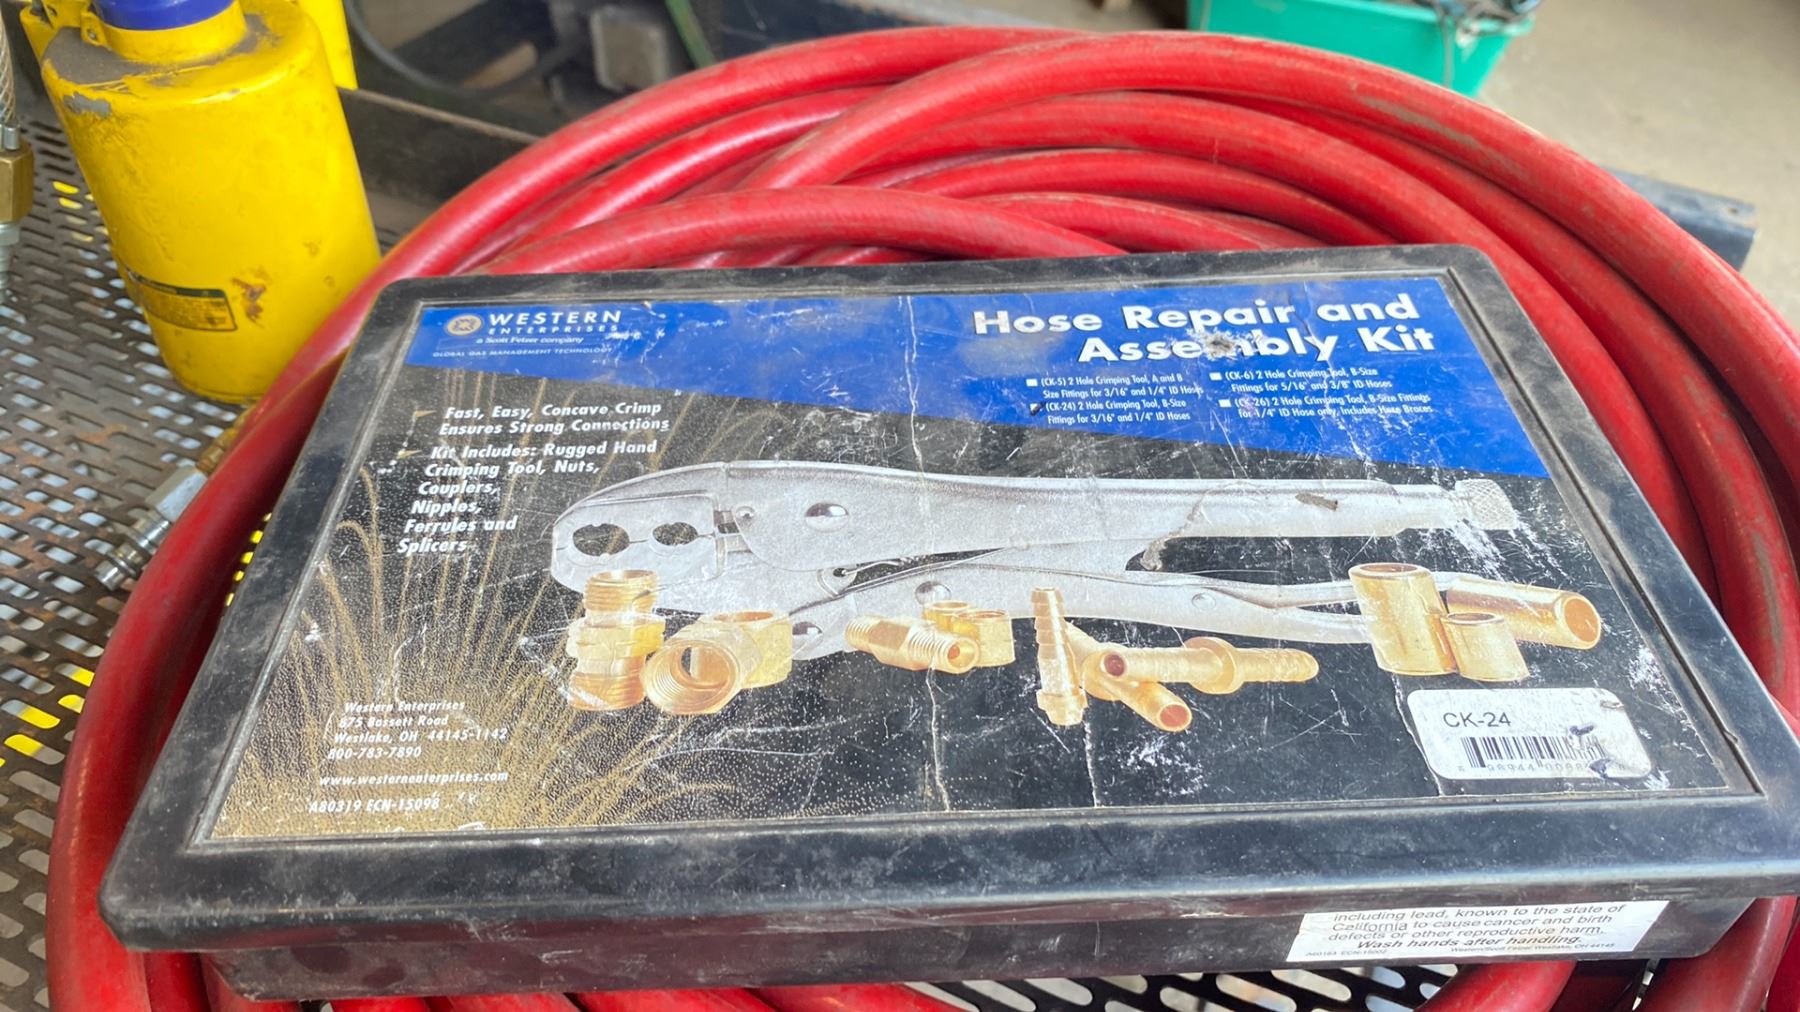 WESTERN
ENTERPRISES
a Scott Fetzer company
GLOBAL GAS MANAGEMENT TECHNOLOGY
Hose Repair and
Assembly Kit
(CK-5) 2 Hole Crimping Tool, A and B
Size Fittings for 3/16" and 1/4" ID Hoses
(CK-24) 2 Hole Crimping Tool, B-Size
Fittings for 3/16" and 1/4" ID Hoses
(CK-6) 2 Hole Crimping Tool, B-Size
Fittings for 5/16" and 3/8" ID Hoses
(CK-26) 2 Hole Crimping Tool, B-Size Fittings
for 1/4" ID Hose only, Includes Hose Braces
Fast, Easy, Concave Crimp
Ensures Strong Connections
Kit Includes: Rugged Hand
Crimping Tool, Nuts,
Couplers,
Nipples,
Ferrules and
Splicers
Western Enterprises
875 Bassett Road
Westlake, OH 44145-1142
800-783-7890
www.westernenterprises.com
A80319 ECN-15098
CK-24
including lead, known to the state of
California to cause cancer and birth
defects or other reproductive harm.
Wash hands after handling.
Western/Scott Fetzer Westlake, OH 44145